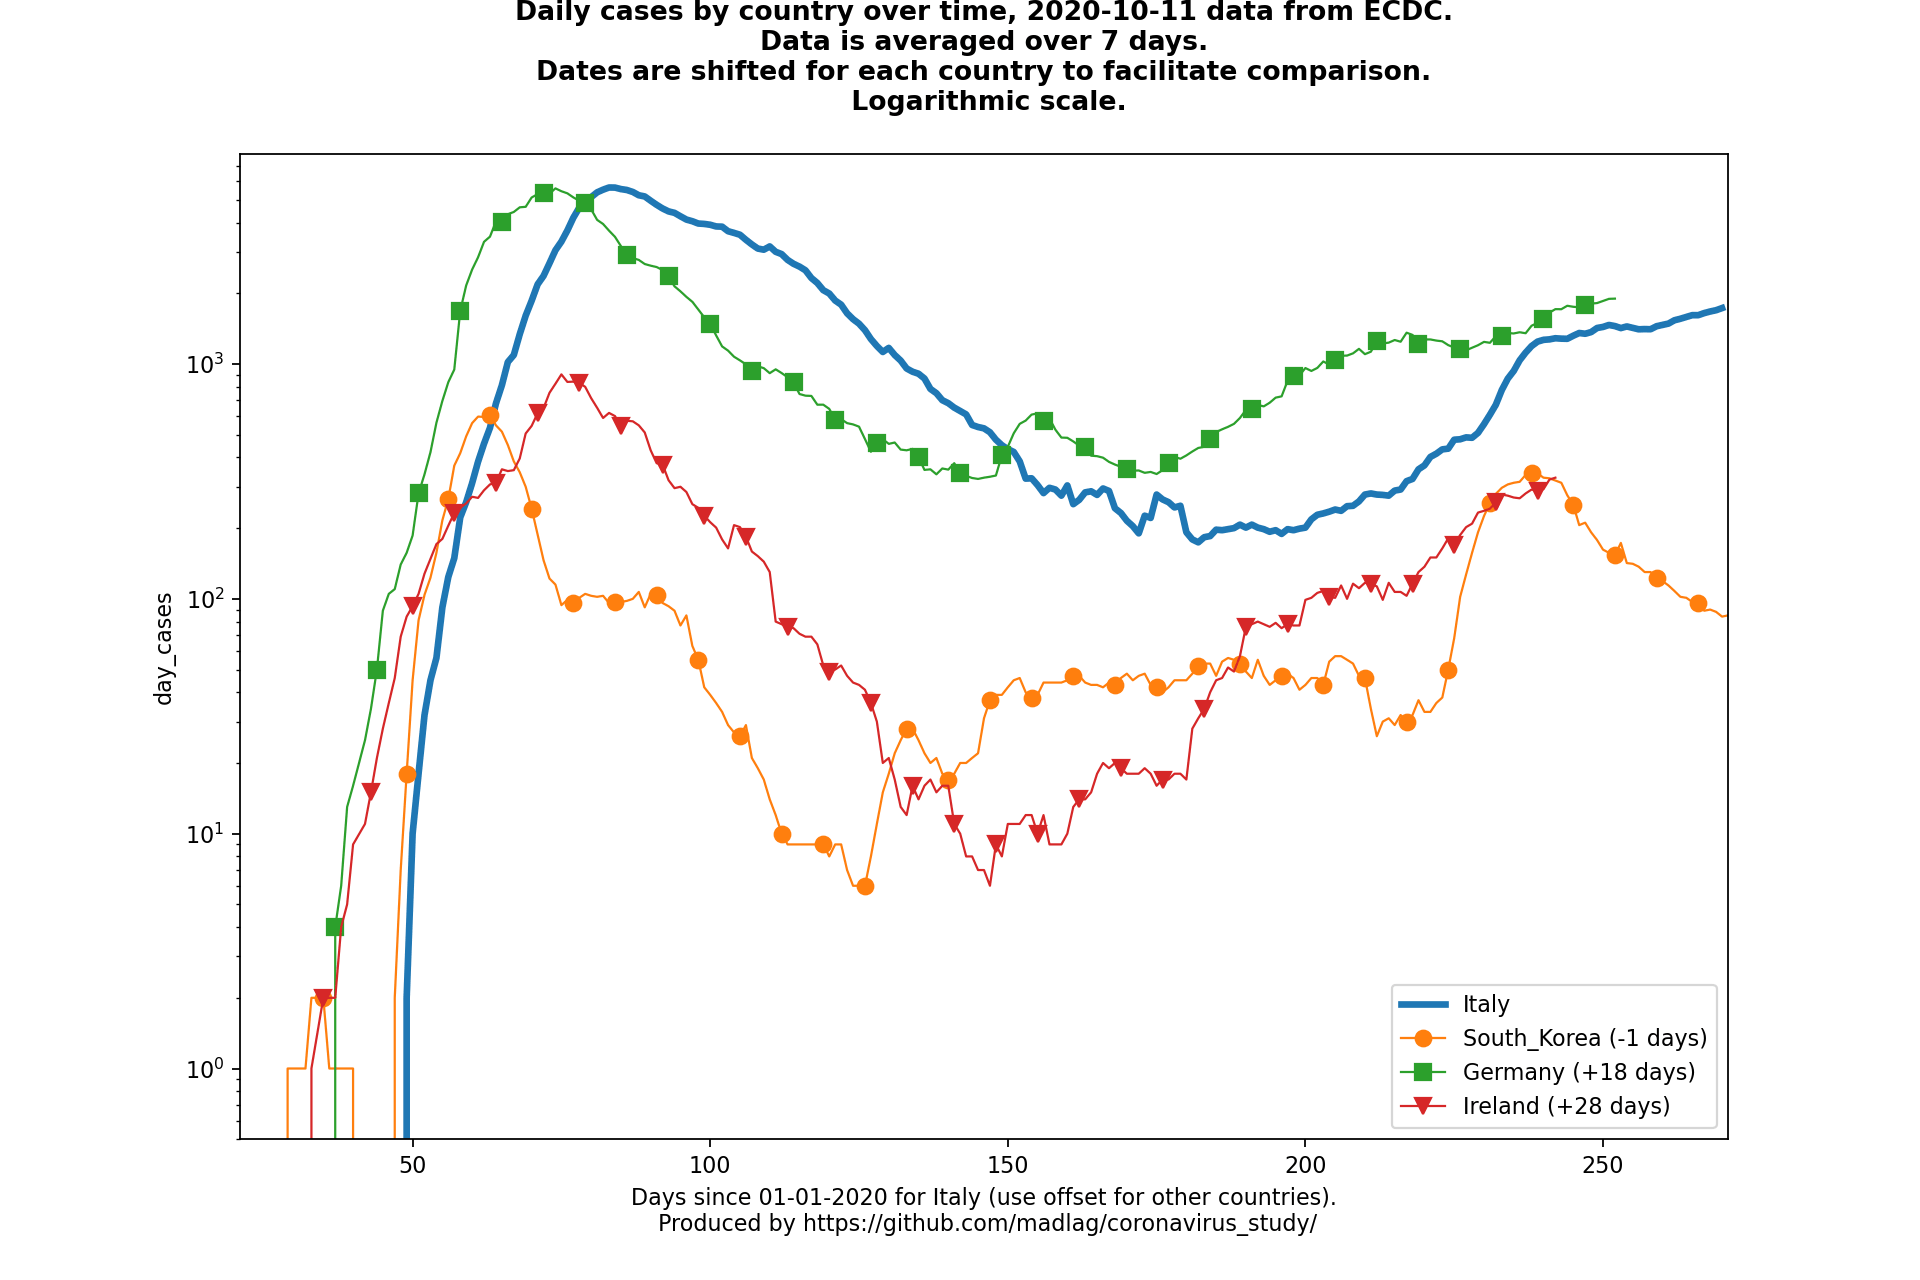 Daily cases by country over time, 2020-10-11 data from ECDC.
Data is averaged over 7 days.
Dates are shifted for each country to facilitate comparison.
Logarithmic scale.
10³
10²
10¹
10⁰
day_cases
Italy
South_Korea (-1 days)
Germany (+18 days)
Ireland (+28 days)
50
100
150
200
250
Days since 01-01-2020 for Italy (use offset for other countries).
Produced by https://github.com/madlag/coronavirus_study/